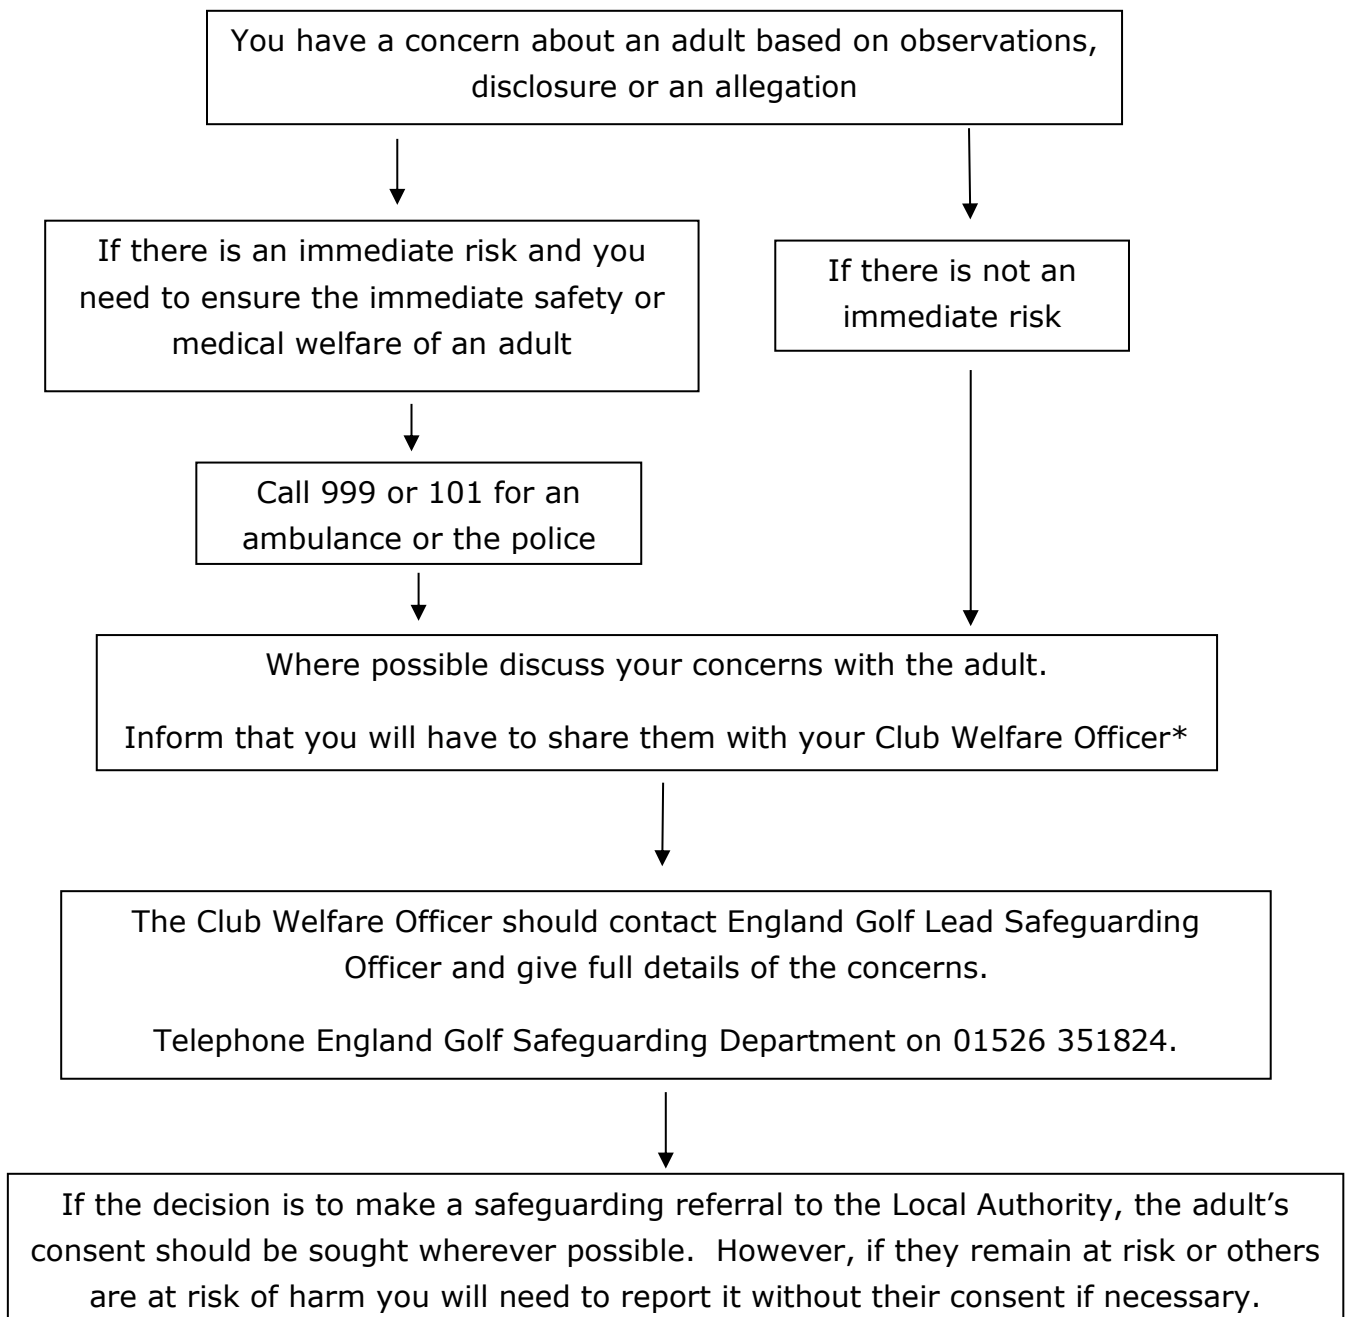 You have a concern about an adult based on observations,
disclosure or an allegation
If there is an immediate risk and you
need to ensure the immediate safety or
medical welfare of an adult
If there is not an
immediate risk
Call 999 or 101 for an
ambulance or the police
Where possible discuss your concerns with the adult.
Inform that you will have to share them with your Club Welfare Officer*
The Club Welfare Officer should contact England Golf Lead Safeguarding
Officer and give full details of the concerns.
Telephone England Golf Safeguarding Department on 01526 351824.
If the decision is to make a safeguarding referral to the Local Authority, the adult’s
consent should be sought wherever possible.  However, if they remain at risk or others
are at risk of harm you will need to report it without their consent if necessary.